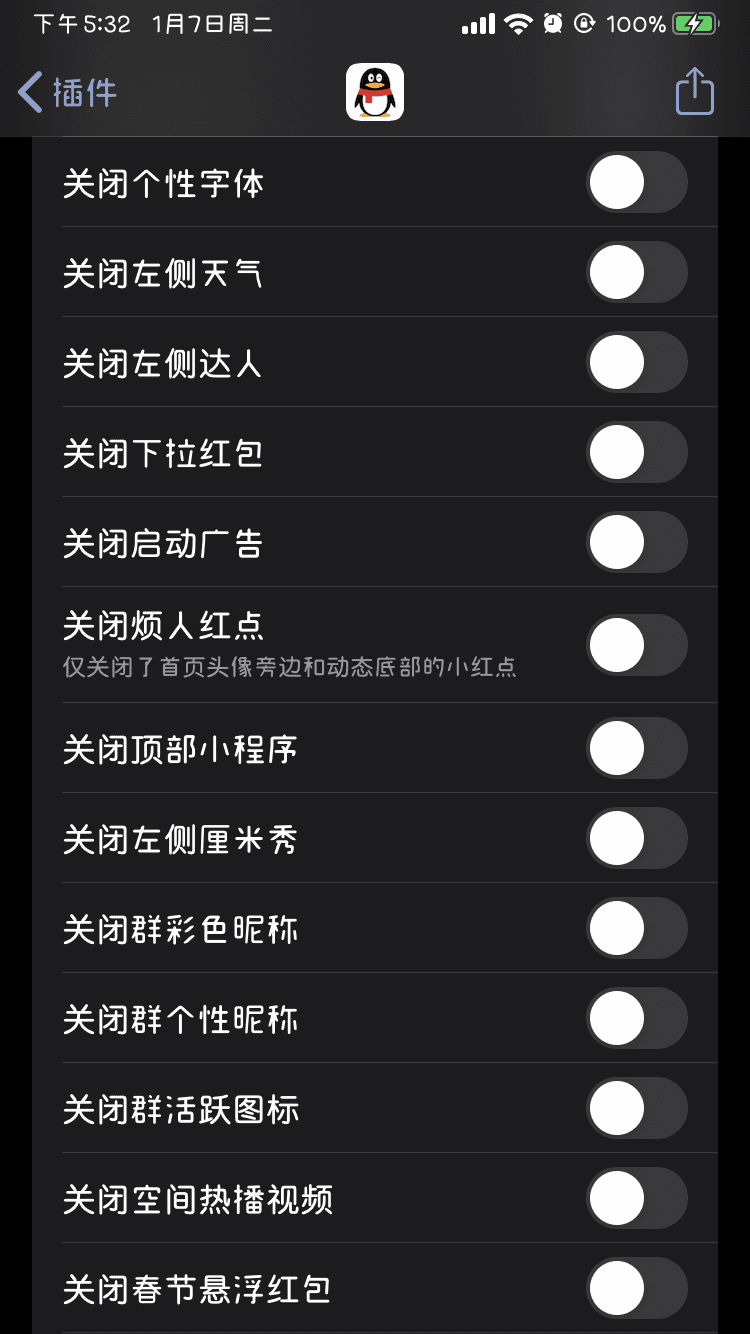 下午5:32 1月7日周二 100%
插件
关闭个性字体
关闭左侧天气
关闭左侧达人
关闭下拉红包
关闭启动广告
关闭烦人红点
仅关闭了首页头像旁边和动态底部的小红点
关闭顶部小程序
关闭左侧厘米秀
关闭群彩色昵称
关闭群个性昵称
关闭群活跃图标
关闭空间热播视频
关闭春节悬浮红包